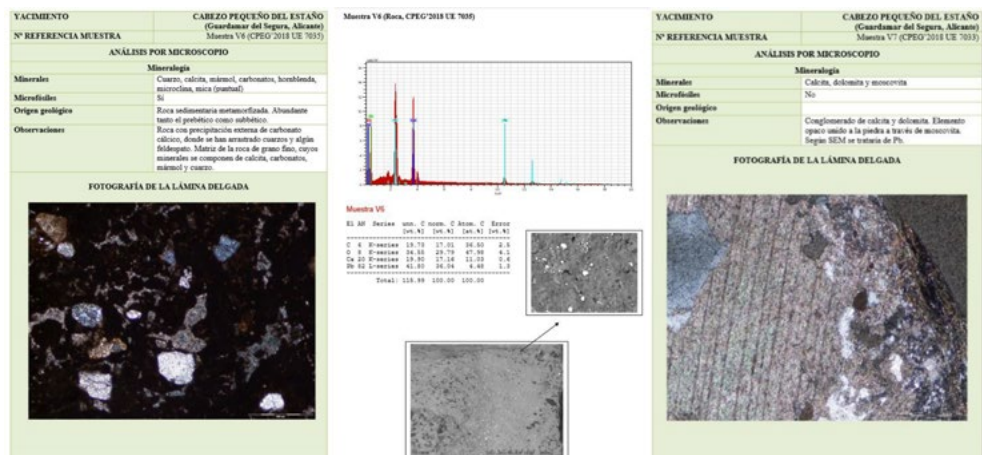 YACIMIENTO CABEZO PEQUEÑO DEL ESTAÑO
(Guardamar del Segura, Alicante)
Nº REFERENCIA MUESTRA Muestra V6 (CPEG'2018 UE 7035)
ANÁLISIS POR MICROSCOPIO
Mineralogía
Minerales Cuarzo, calcita, mármol, carbonatos, hornblenda,
microclina, mica (puntual)
Microfósiles Sí
Origen geológico Roca sedimentaria metamorfizada. Abundante
tanto el prebético como subbético.
Observaciones Roca con precipitación externa de carbonato
cálcico, donde se han arrastrado cuarzos y algún
feldespato. Matriz de la roca de grano fino, cuyos
minerales se componen de calcita, carbonatos,
mármol y cuarzo.
FOTOGRAFÍA DE LA LÁMINA DELGADA
Muestra V6 (Roca, CPEG'2018 UE 7035)
Muestra V6
El AN Series unn. C norm. C Atom. C Error
[wt.%] [wt.%] [at.%] [wt.%]
C 6 K-series 19.73 17.01 36.50 2.5
O 8 K-series 34.55 29.79 47.98 4.1
Ca 20 K-series 19.90 17.16 11.03 0.6
Pb 82 L-series 41.80 36.04 4.48 1.3
Total: 115.99 100.00 100.00
YACIMIENTO CABEZO PEQUEÑO DEL ESTAÑO
(Guardamar del Segura, Alicante)
Nº REFERENCIA MUESTRA Muestra V7 (CPEG'2018 UE 7033)
ANÁLISIS POR MICROSCOPIO
Mineralogía
Minerales Calcita, dolomita y moscovita
Microfósiles No
Origen geológico
Observaciones Conglomerado de calcita y dolomita. Elemento
opaco unido a la piedra a través de moscovita.
Según SEM se trataría de Pb.
FOTOGRAFÍA DE LA LÁMINA DELGADA